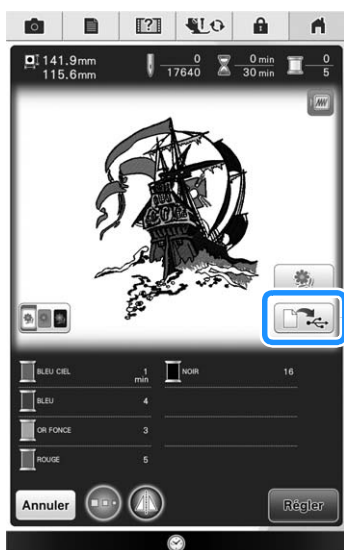 141.9mm
115.6mm
0
17640
0 min
30 min
0
5
BLEU CIEL 1 min
NOIR 16
BLEU 4
OR FONCE 3
ROUGE 5
Annuler
Régler